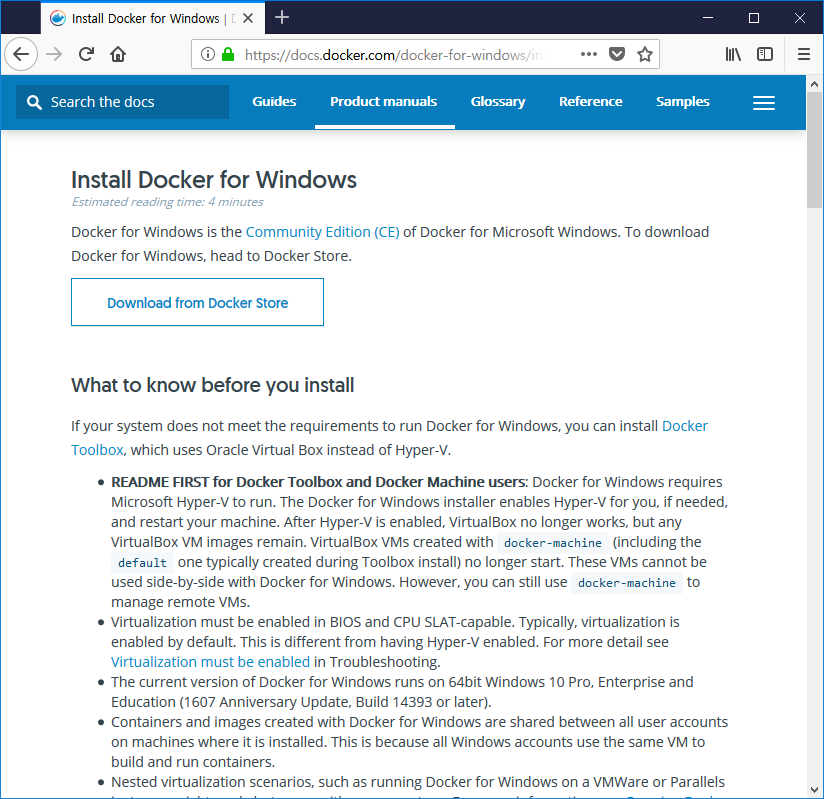 Install Docker for Windows |
https://docs.docker.com/docker-for-windows/in
Search the docs
Guides
Product manuals
Glossary
Reference
Samples
Install Docker for Windows
Estimated reading time: 4 minutes
Docker for Windows is the Community Edition (CE) of Docker for Microsoft Windows. To download
Docker for Windows, head to Docker Store.
Download from Docker Store
What to know before you install
If your system does not meet the requirements to run Docker for Windows, you can install Docker
Toolbox, which uses Oracle Virtual Box instead of Hyper-V.
• README FIRST for Docker Toolbox and Docker Machine users: Docker for Windows requires
Microsoft Hyper-V to run. The Docker for Windows installer enables Hyper-V for you, if needed,
and restart your machine. After Hyper-V is enabled, VirtualBox no longer works, but any
VirtualBox VM images remain. VirtualBox VMs created with docker-machine (including the
default one typically created during Toolbox install) no longer start. These VMs cannot be
used side-by-side with Docker for Windows. However, you can still use docker-machine to
manage remote VMs.
• Virtualization must be enabled in BIOS and CPU SLAT-capable. Typically, virtualization is
enabled by default. This is different from having Hyper-V enabled. For more detail see
Virtualization must be enabled in Troubleshooting.
• The current version of Docker for Windows runs on 64bit Windows 10 Pro, Enterprise and
Education (1607 Anniversary Update, Build 14393 or later).
• Containers and images created with Docker for Windows are shared between all user accounts
on machines where it is installed. This is because all Windows accounts use the same VM to
build and run containers.
• Nested virtualization scenarios, such as running Docker for Windows on a VMWare or Parallels